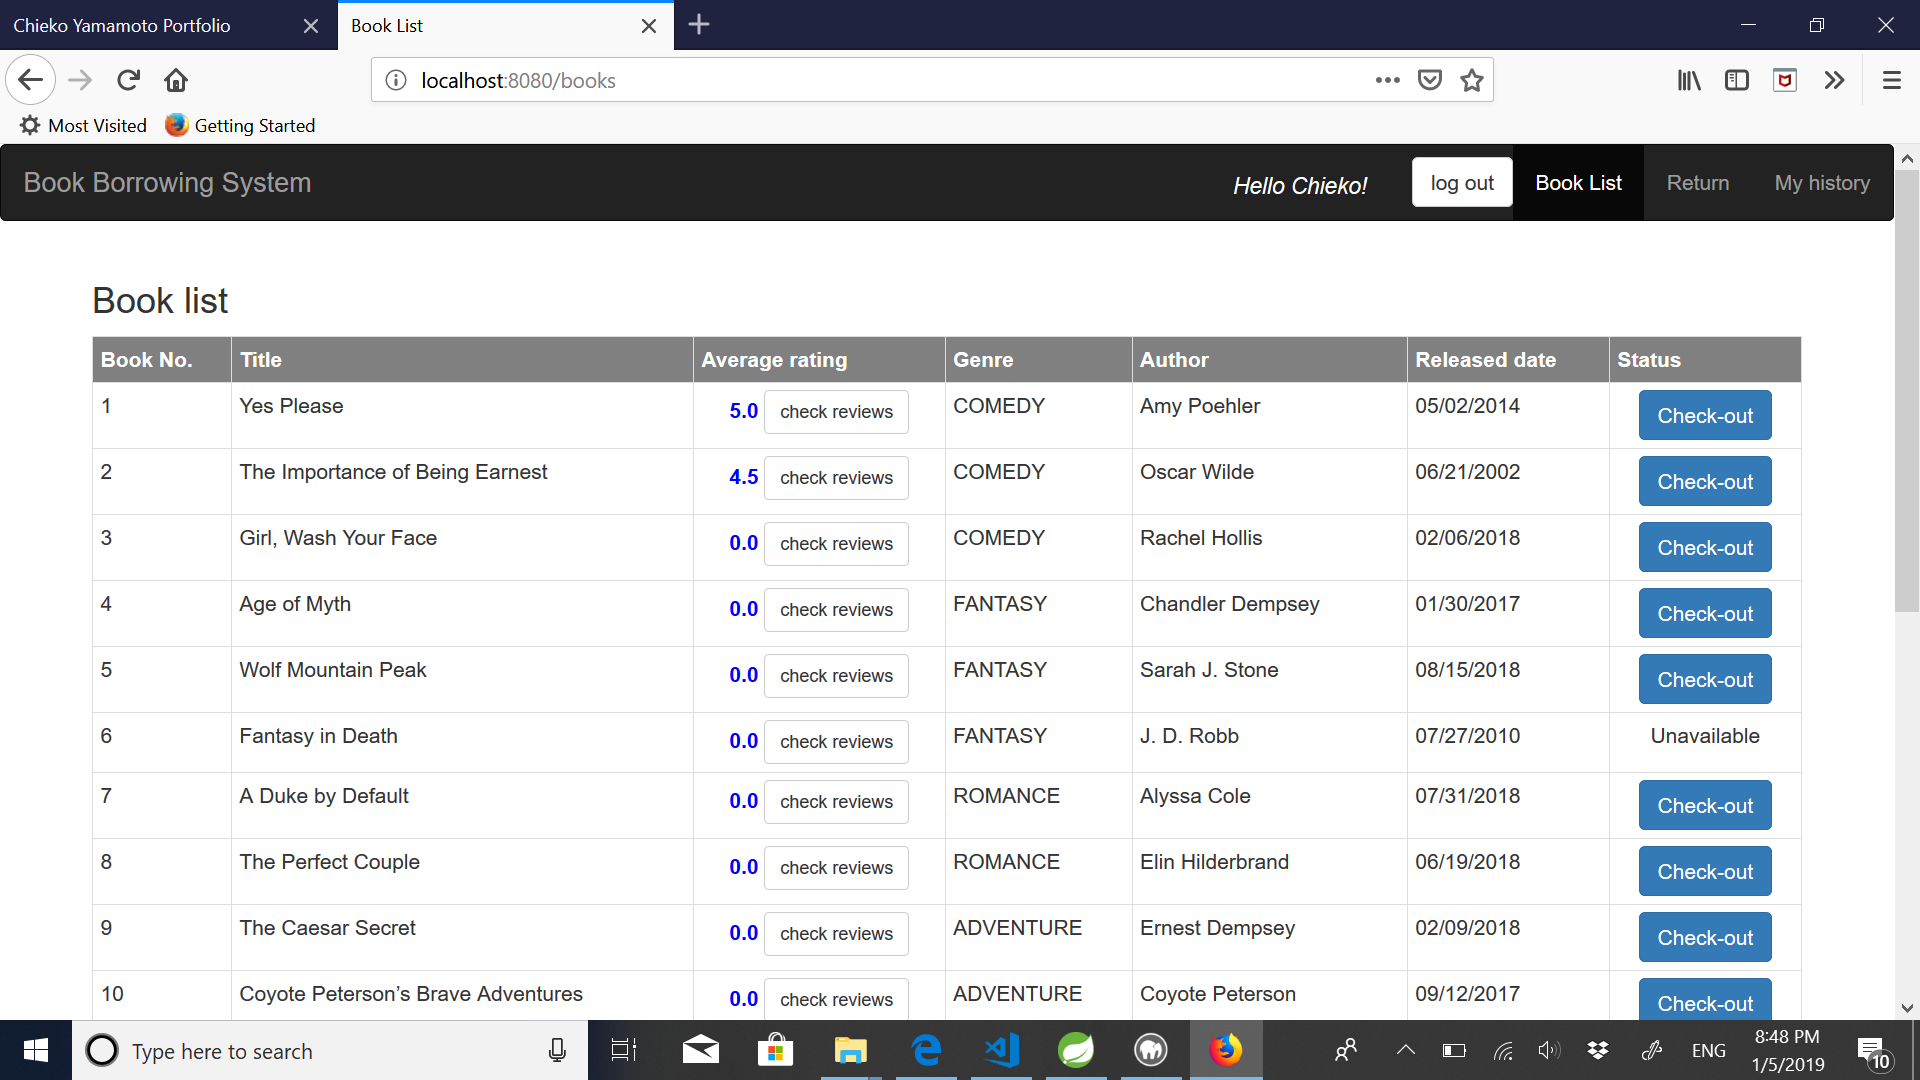 Chieko Yamamoto Portfolio
Book List
localhost:8080/books
Most Visited
Getting Started
Book Borrowing System
Hello Chieko!
log out
Book List
Return
My history
Book list
Book No. Title Average rating Genre Author Released date Status
1 Yes Please 5.0 check reviews COMEDY Amy Poehler 05/02/2014 Check-out
2 The Importance of Being Earnest 4.5 check reviews COMEDY Oscar Wilde 06/21/2002 Check-out
3 Girl, Wash Your Face 0.0 check reviews COMEDY Rachel Hollis 02/06/2018 Check-out
4 Age of Myth 0.0 check reviews FANTASY Chandler Dempsey 01/30/2017 Check-out
5 Wolf Mountain Peak 0.0 check reviews FANTASY Sarah J. Stone 08/15/2018 Check-out
6 Fantasy in Death 0.0 check reviews FANTASY J. D. Robb 07/27/2010 Unavailable
7 A Duke by Default 0.0 check reviews ROMANCE Alyssa Cole 07/31/2018 Check-out
8 The Perfect Couple 0.0 check reviews ROMANCE Elin Hilderbrand 06/19/2018 Check-out
9 The Caesar Secret 0.0 check reviews ADVENTURE Ernest Dempsey 02/09/2018 Check-out
10 Coyote Peterson’s Brave Adventures 0.0 check reviews ADVENTURE Coyote Peterson 09/12/2017 Check-out
Type here to search
ENG
8:48 PM
1/5/2019
10